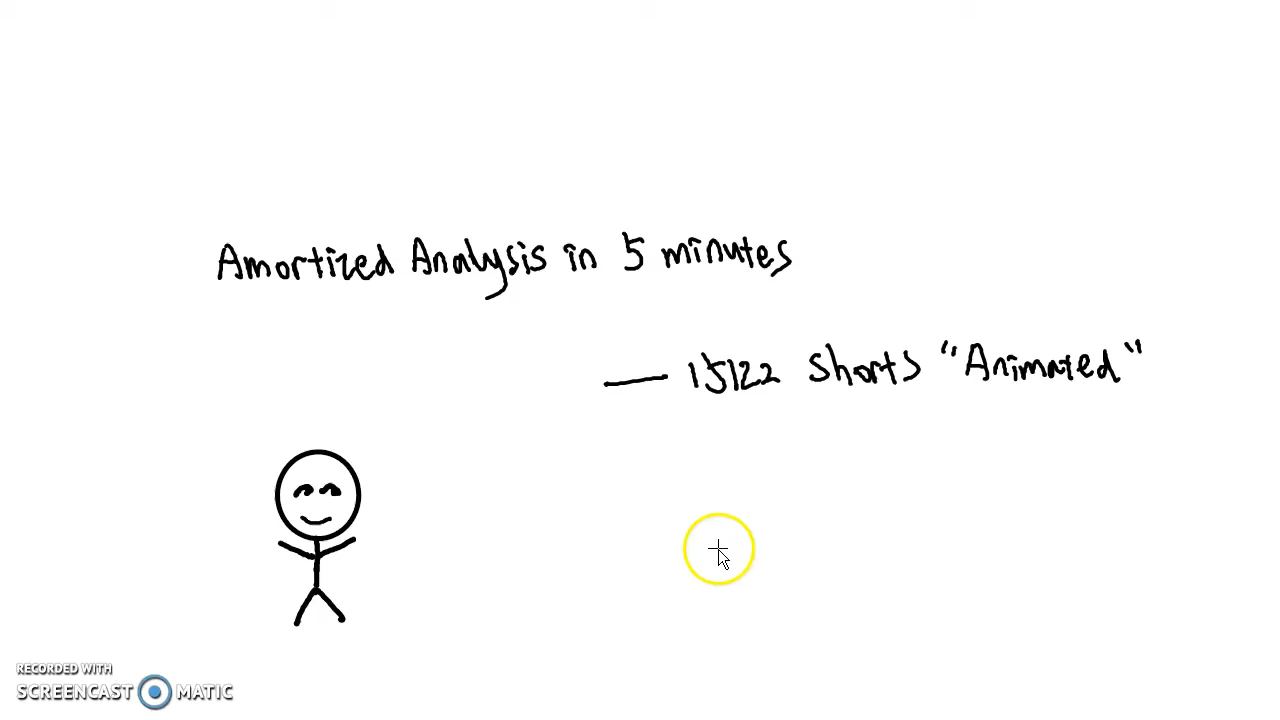 Amortized Analysis in 5 minutes
— 15122 shorts "Animated"
RECORDED WITH
SCREENCAST MATIC